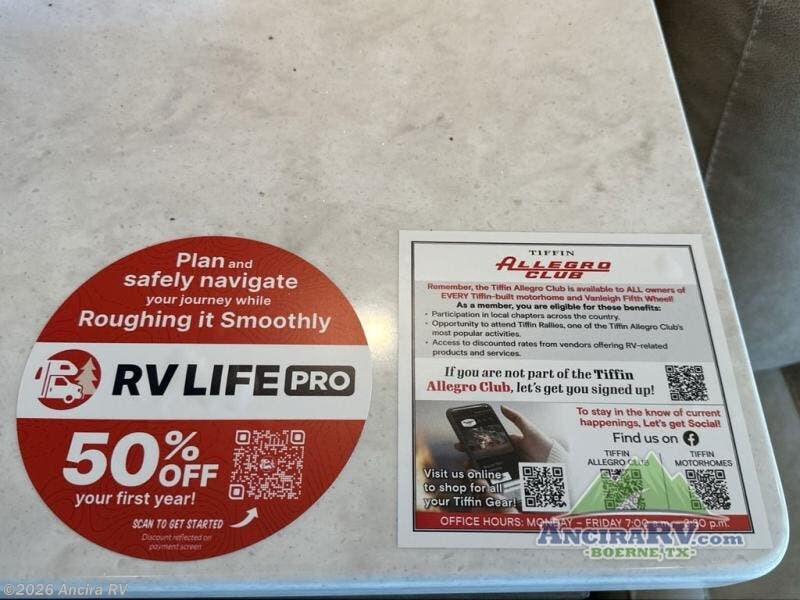 Plan and
safely navigate
your journey while
Roughing it Smoothly
RV LIFE PRO
50% OFF
your first year!
SCAN TO GET STARTED
Discount reflected on
payment screen
TIFFIN
ALLEGRO
CLUB
Remember, the Tiffin Allegro Club is available to ALL owners of
EVERY Tiffin-built motorhome and Vanleigh Fifth Wheel!
As a member, you are eligible for these benefits:
• Participation in local chapters across the country.
• Opportunity to attend Tiffin Rallies, one of the Tiffin Allegro Club's
most popular activities.
• Access to discounted rates from vendors offering RV-related
products and services.
If you are not part of the Tiffin
Allegro Club, let's get you signed up!
To stay in the know of current
happenings, Let's get Social!
Find us on
TIFFIN
ALLEGRO CLUB
TIFFIN
MOTORHOMES
Visit us online
to shop for all
your Tiffin Gear!
OFFICE HOURS: MONDAY – FRIDAY 7:00 p.m.
ANCIRARV.com
BOERNE, TX
©2026 Ancira RV